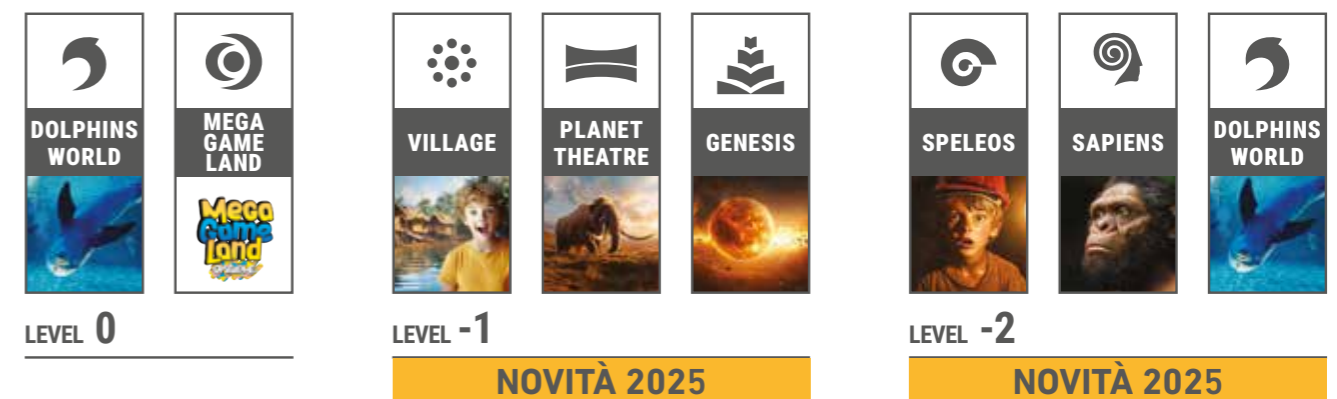 DOLPHINS
WORLD
MEGA
GAME
LAND
Mega
Game
Land
LEVEL 0
VILLAGE
PLANET
THEATRE
GENESIS
LEVEL -1
NOVITÀ 2025
SPELEOS
SAPIENS
DOLPHINS
WORLD
LEVEL -2
NOVITÀ 2025